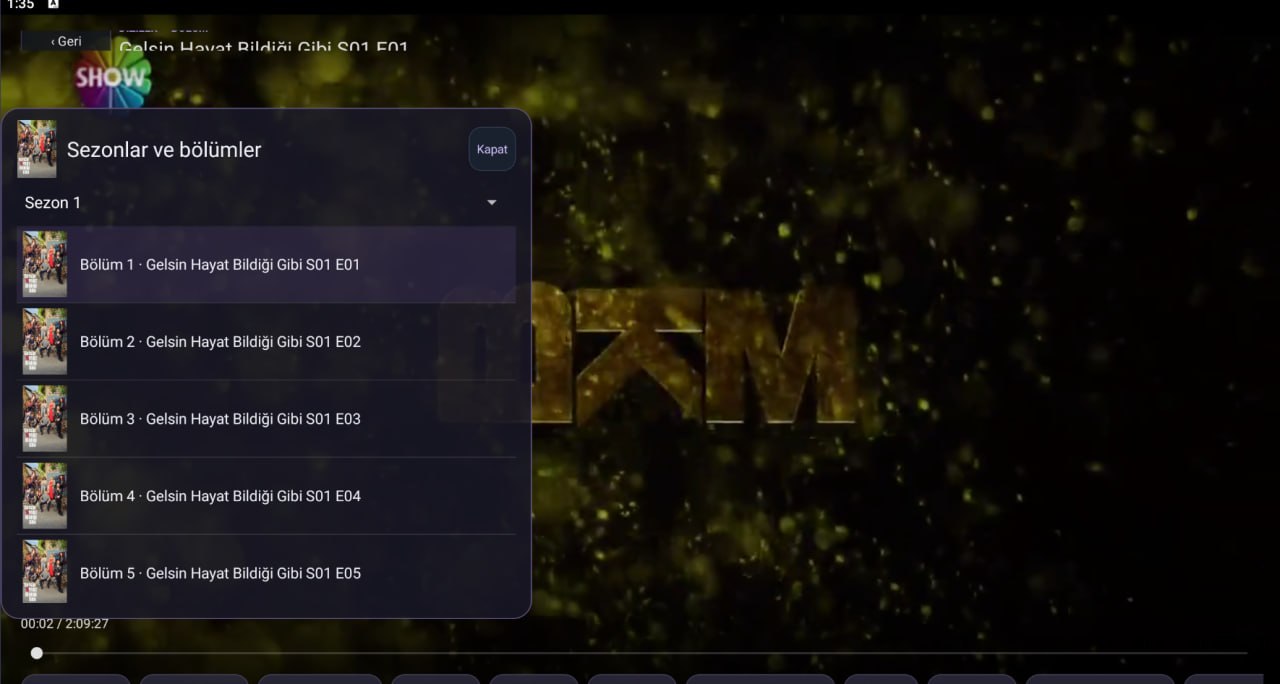 1:35
‹ Geri
Gelsin Hayat Bildiği Gibi S01 E01
SHOW
Sezonlar ve bölümler
Kapat
Sezon 1
Bölüm 1 · Gelsin Hayat Bildiği Gibi S01 E01
Bölüm 2 · Gelsin Hayat Bildiği Gibi S01 E02
Bölüm 3 · Gelsin Hayat Bildiği Gibi S01 E03
Bölüm 4 · Gelsin Hayat Bildiği Gibi S01 E04
Bölüm 5 · Gelsin Hayat Bildiği Gibi S01 E05
00:02 / 2:09:27